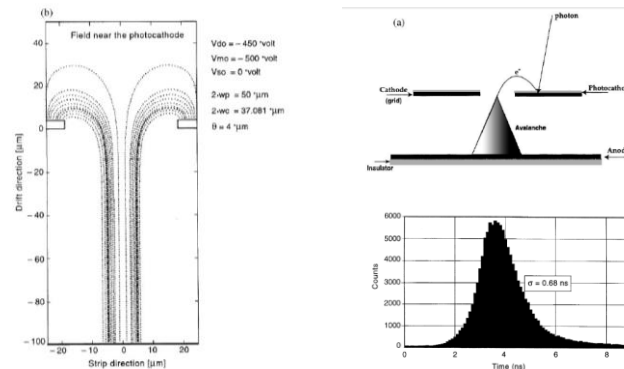 (b)
Field near the photocathode
Vdo = - 450 *volt
Vmo = - 500 *volt
Vso = 0 *volt
2*wp = 50 *µm
2*wc = 37.081 *µm
θ = 4 *µm
Drift direction [µm]
40
20
0
-20
-40
-60
-80
-100
-20
-10
0
10
20
Strip direction [µm]
(a)
photon
e-
Cathode
(grid)
Photocatho
Avalanche
Anod
Insulator
Counts
6000
5000
4000
3000
2000
1000
0
σ = 0.68 ns
0
2
4
6
8
Time (ns)